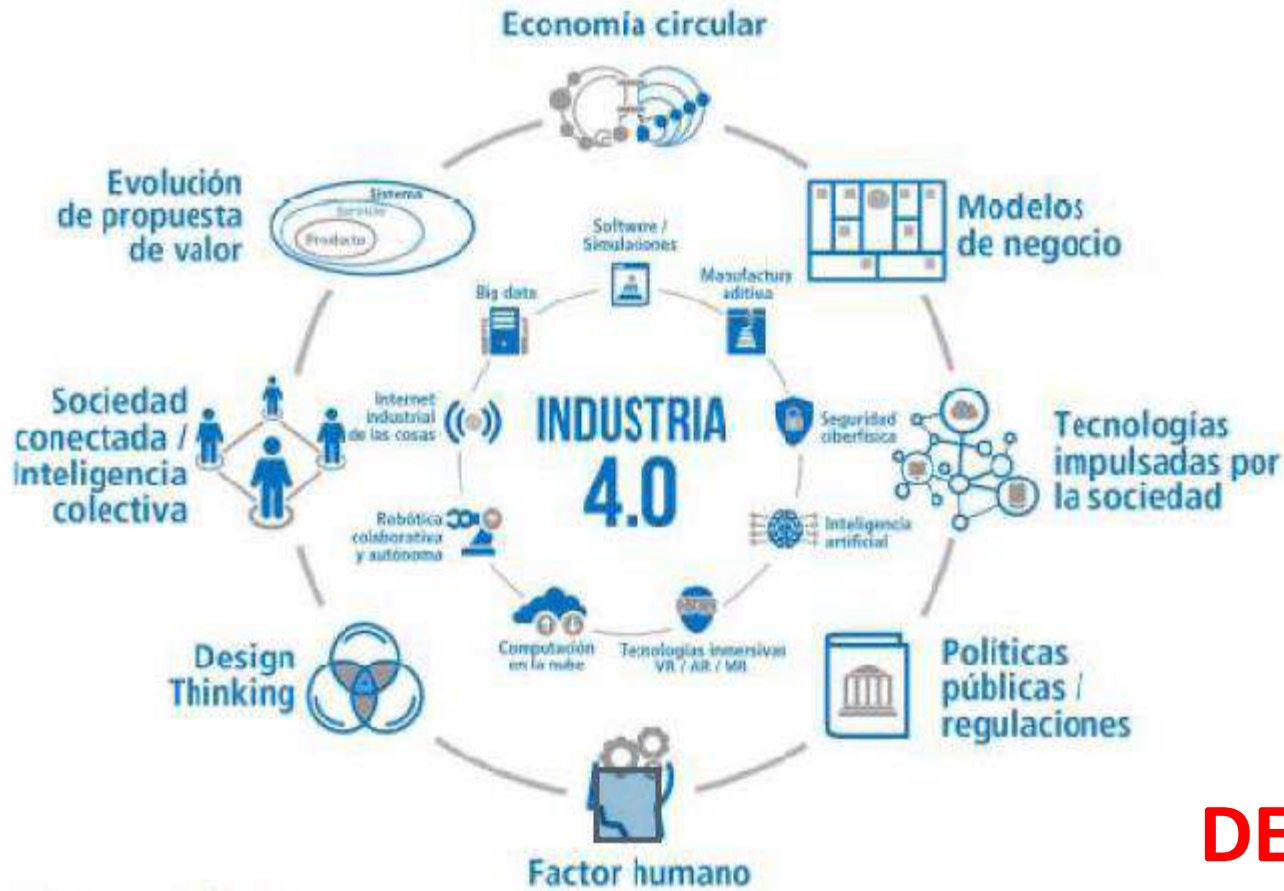 Economía circular
Evolución
de propuesta
de valor
Sistema
Servicio
Producto
Modelos
de negocio
Software /
Simulaciones
Big data
Manufactura
aditiva
Sociedad
conectada /
Inteligencia
colectiva
Internet
industrial
de las cosas
INDUSTRIA
4.0
Seguridad
ciberfísica
Tecnologías
impulsadas por
la sociedad
Robótica
colaborativa
y autónoma
Inteligencia
artificial
Computación
en la nube
Tecnologías inmersivas
VR / AR / MR
Design
Thinking
Políticas
públicas /
regulaciones
Factor humano
DE